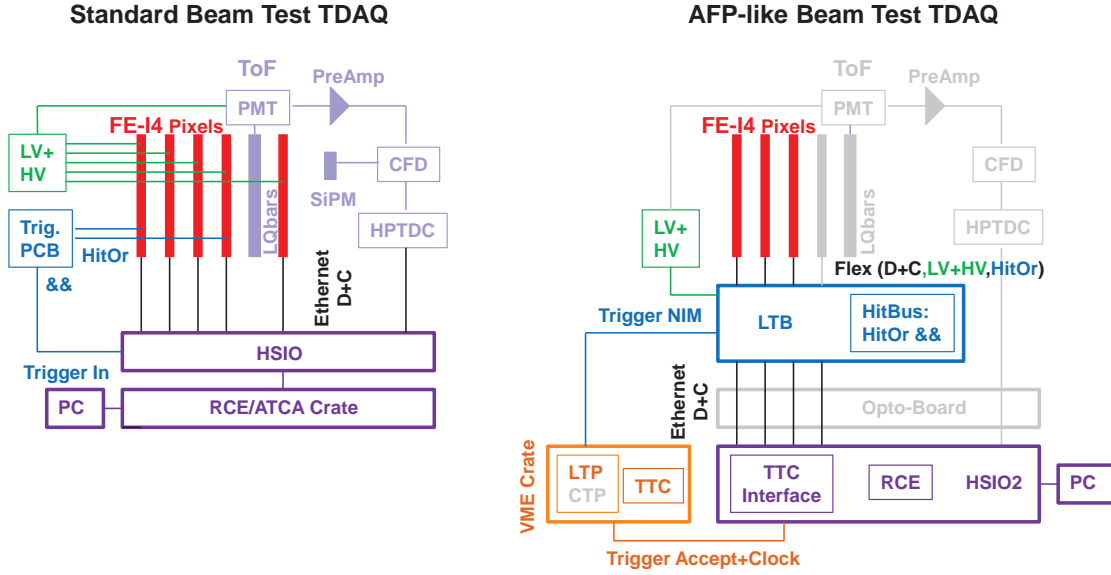 Standard Beam Test TDAQ
ToF
PreAmp
PMT
FE-I4 Pixels
LV+
HV
CFD
SiPM
LQbars
Trig.
PCB
HitOr
HPTDC
&&
Ethernet
D+C
HSIO
Trigger In
PC
RCE/ATCA Crate
AFP-like Beam Test TDAQ
ToF
PreAmp
PMT
FE-I4 Pixels
CFD
LQbars
LV+
HV
HPTDC
Flex (D+C,LV+HV,HitOr)
Trigger NIM
LTB
HitBus:
HitOr &&
Ethernet
D+C
Opto-Board
VME Crate
LTP
CTP
TTC
TTC
Interface
RCE
HSIO2
PC
Trigger Accept+Clock